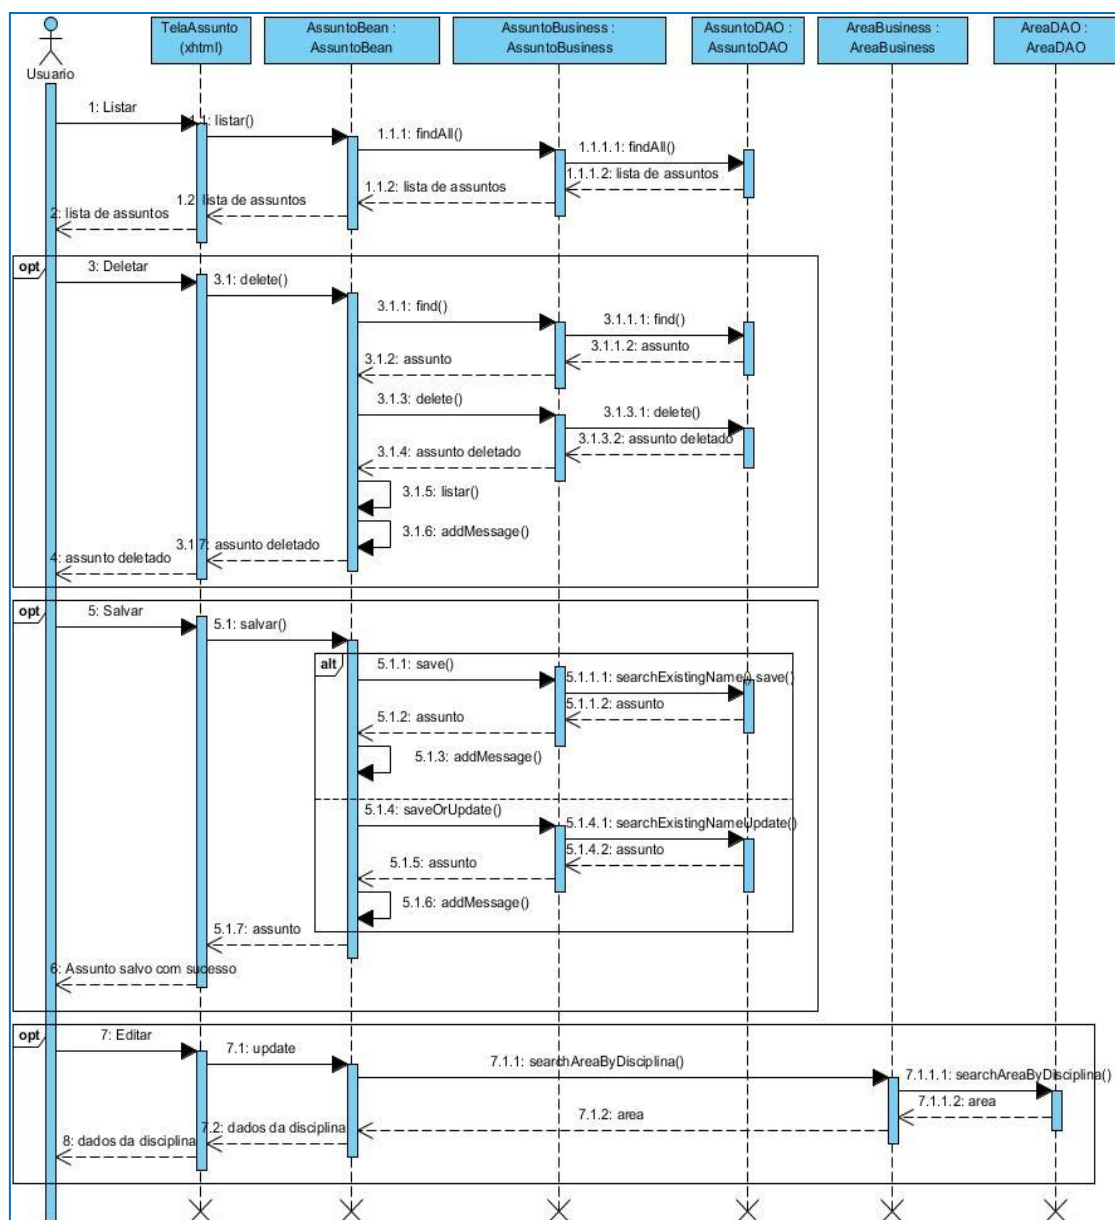 TelaAssunto
(xhtml)
AssuntoBean :
AssuntoBean
AssuntoBusiness :
AssuntoBusiness
AssuntoDAO :
AssuntoDAO
AreaBusiness :
AreaBusiness
AreaDAO :
AreaDAO
Usuario
1: Listar
1.1: listar()
1.1.1: findAll()
1.1.1.1: findAll()
1.1.1.2: lista de assuntos
1.1.2: lista de assuntos
1.2: lista de assuntos
2: lista de assuntos
opt
3: Deletar
3.1: delete()
3.1.1: find()
3.1.1.1: find()
3.1.1.2: assunto
3.1.2: assunto
3.1.3: delete()
3.1.3.1: delete()
3.1.3.2: assunto deletado
3.1.4: assunto deletado
3.1.5: listar()
3.1.6: addMessage()
3.1.7: assunto deletado
4: assunto deletado
opt
5: Salvar
5.1: salvar()
alt
5.1.1: save()
5.1.1.1: searchExistingName() save()
5.1.1.2: assunto
5.1.2: assunto
5.1.3: addMessage()
5.1.4: saveOrUpdate()
5.1.4.1: searchExistingNameUpdate()
5.1.4.2: assunto
5.1.5: assunto
5.1.6: addMessage()
5.1.7: assunto
6: Assunto salvo com sucesso
opt
7: Editar
7.1: update
7.1.1: searchAreaByDisciplina()
7.1.1.1: searchAreaByDisciplina()
7.1.1.2: area
7.1.2: area
7.2: dados da disciplina
8: dados da disciplina